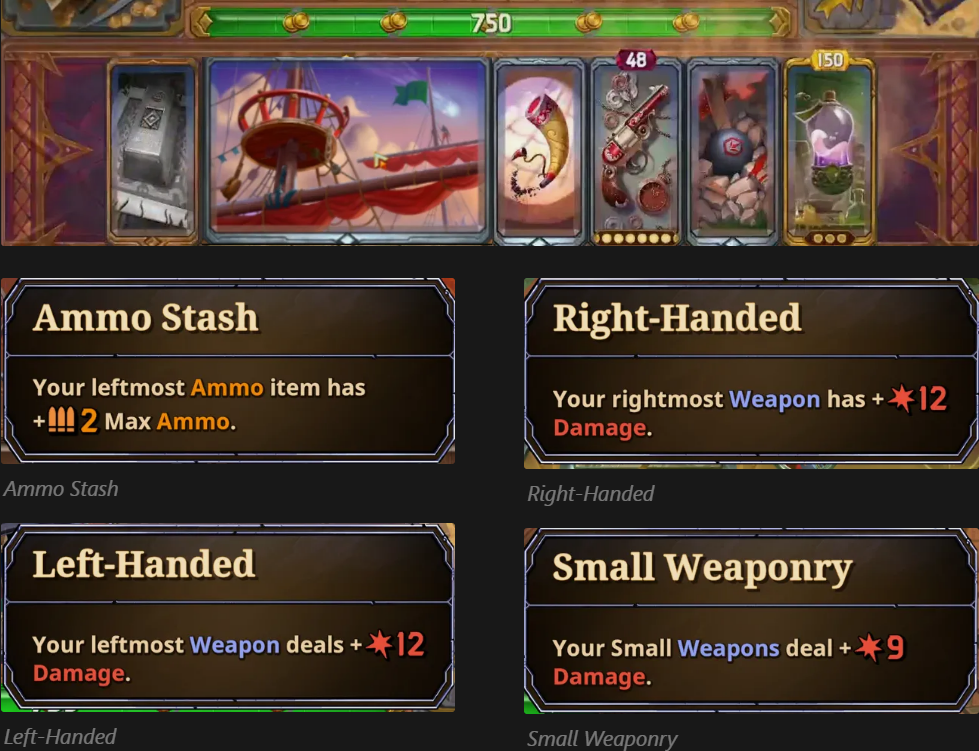 750
48
150
Ammo Stash
Your leftmost Ammo item has
+2 Max Ammo.
Ammo Stash
Right-Handed
Your rightmost Weapon has +12
Damage.
Right-Handed
Left-Handed
Your leftmost Weapon deals +12
Damage.
Left-Handed
Small Weaponry
Your Small Weapons deal +9
Damage.
Small Weaponry